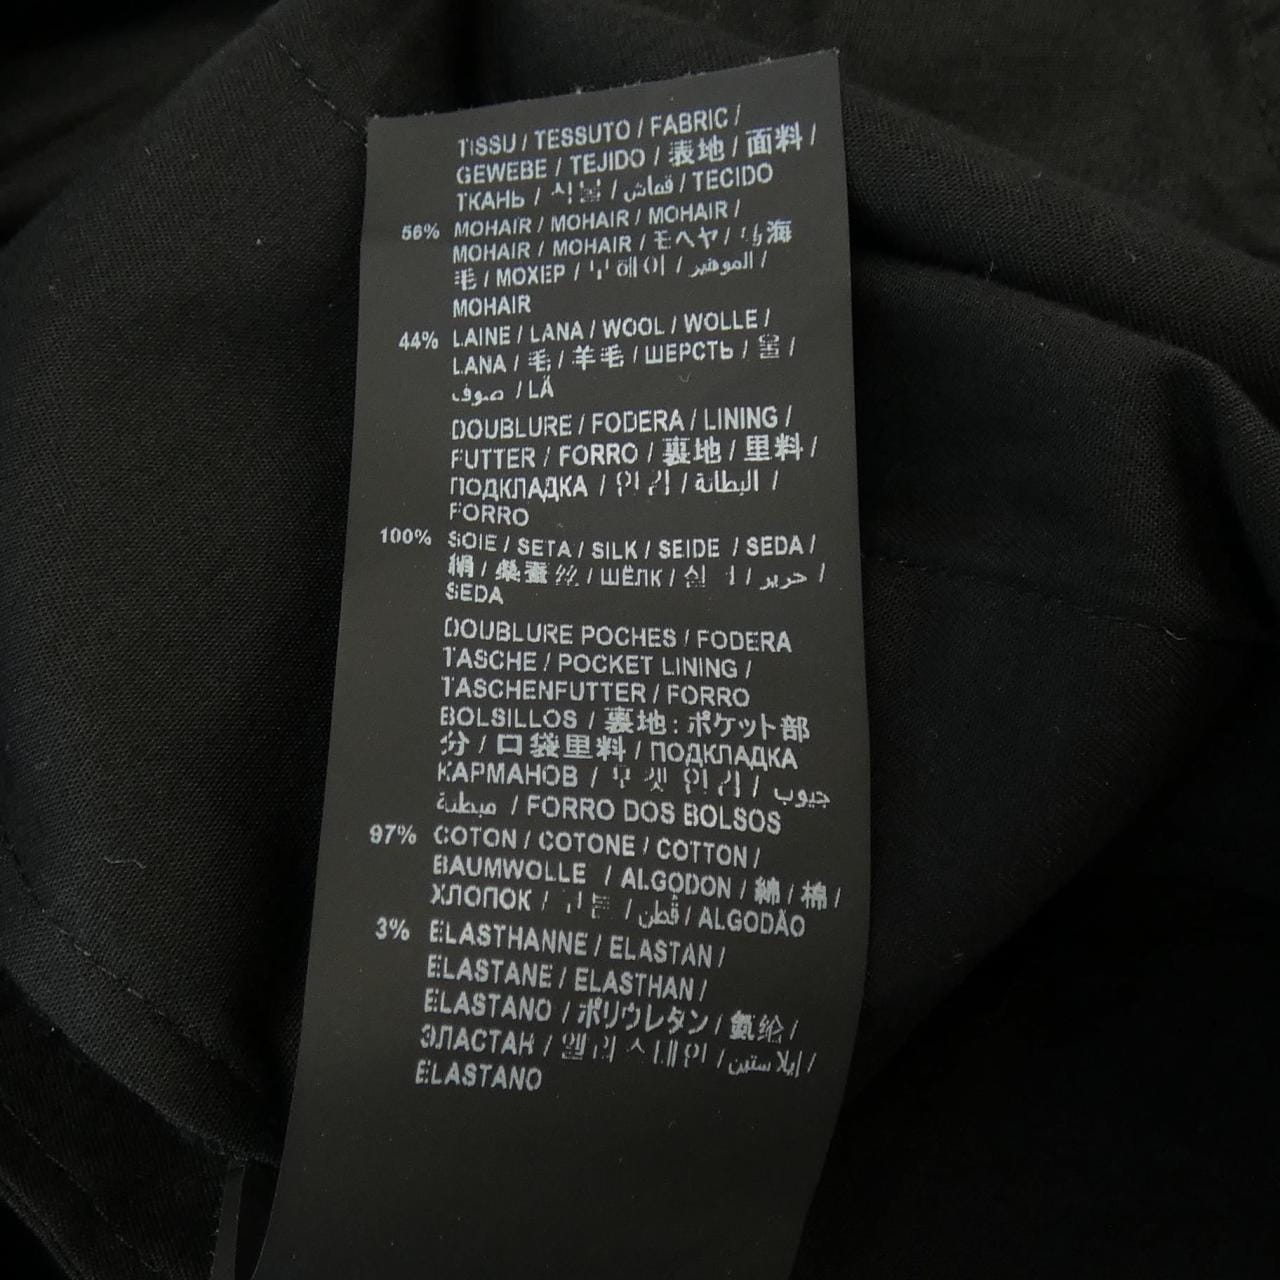 TISSU / TESSUTO / FABRIC /
GEWEBE / TEJIDO / 表地 / 面料 /
ТКАНЬ / 직물 / قماش / TECIDO
56% MOHAIR / MOHAIR / MOHAIR /
MOHAIR / MOHAIR / モヘヤ / 马海
毛 / МОХЕР / 모헤어 / الموهير /
MOHAIR
44% LAINE / LANA / WOOL / WOLLE /
LANA / 毛 / 羊毛 / ШЕРСТЬ / 울 /
صوف / LÃ
DOUBLURE / FODERA / LINING /
FUTTER / FORRO / 裏地 / 里料 /
ПОДКЛАДКА / 안감 / البطانة /
FORRO
100% SOIE / SETA / SILK / SEIDE / SEDA /
絹 / 桑蚕丝 / ШЁЛК / 실크 / حرير /
SEDA
DOUBLURE POCHES / FODERA
TASCHE / POCKET LINING /
TASCHENFUTTER / FORRO
BOLSILLOS / 裏地：ポケット部
分 / 口袋里料 / ПОДКЛАДКА
КАРМАНОВ / 포켓 안감 / جيوب
مبطنة / FORRO DOS BOLSOS
97% COTON / COTONE / COTTON /
BAUMWOLLE / ALGODON / 綿 / 棉 /
ХЛОПОК / 코튼 / قطن / ALGODÃO
3% ELASTHANNE / ELASTAN /
ELASTANE / ELASTHAN /
ELASTANO / ポリウレタン / 氨纶 /
ЭЛАСТАН / 엘라스테인 / إيلاستين /
ELASTANO